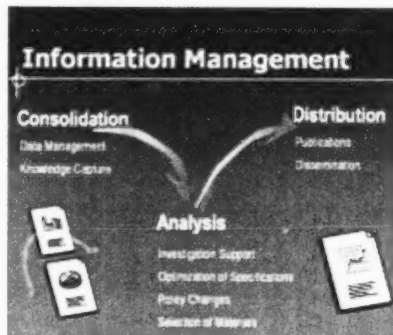 Information Management
Consolidation
Data Management
Knowledge Capture
Distribution
Publications
Dissemination
Analysis
Investigation Support
Optimization of Specifications
Policy Changes
Selection of Materials